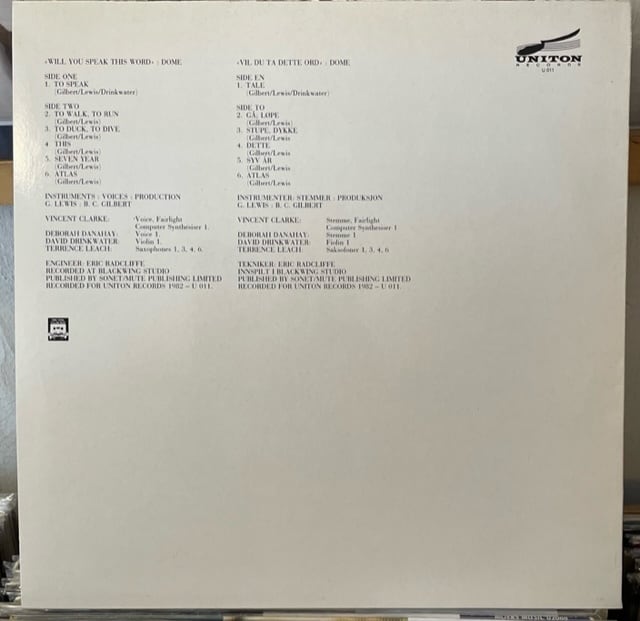 «WILL YOU SPEAK THIS WORD» : DOME
SIDE ONE
1. TO SPEAK
(Gilbert/Lewis/Drinkwater)
SIDE TWO
2. TO WALK, TO RUN
(Gilbert/Lewis)
3. TO DUCK, TO DIVE
(Gilbert/Lewis)
4. THIS
(Gilbert/Lewis)
5. SEVEN YEAR
(Gilbert/Lewis)
6. ATLAS
(Gilbert/Lewis)
INSTRUMENTS : VOICES : PRODUCTION
G. LEWIS : B. C. GILBERT
VINCENT CLARKE: Voice, Fairlight
Computer Synthesiser 1.
DEBORAH DANAHAY: Voice 1.
DAVID DRINKWATER: Violin 1.
TERRENCE LEACH: Saxophones 1, 3, 4, 6.
ENGINEER: ERIC RADCLIFFE
RECORDED AT BLACKWING STUDIO
PUBLISHED BY SONET/MUTE PUBLISHING LIMITED
RECORDED FOR UNITON RECORDS 1982 – U 011.
«VIL DU TA DETTE ORD» : DOME
SIDE EN
1. TALE
(Gilbert/Lewis/Drinkwater)
SIDE TO
2. GÅ, LØPE
(Gilbert/Lewis)
3. STUPE, DYKKE
(Gilbert/Lewis
4. DETTE
(Gilbert/Lewis
5. SYV ÅR
(Gilbert/Lewis
6. ATLAS
(Gilbert/Lewis
INSTRUMENTER : STEMMER : PRODUKSJON
G. LEWIS : B. C. GILBERT
VINCENT CLARKE: Stemme, Fairlight
Computer Synthesiser 1
DEBORAH DANAHAY: Stemme 1
DAVID DRINKWATER: Fiolin 1
TERRENCE LEACH: Saksofoner 1, 3, 4, 6
TEKNIKER: ERIC RADCLIFFE
INNSPILT I BLACKWING STUDIO
PUBLISHED BY SONET/MUTE PUBLISHING LIMITED
RECORDED FOR UNITON RECORDS 1982 – U 011.
UNITON
RECORDS
U 011